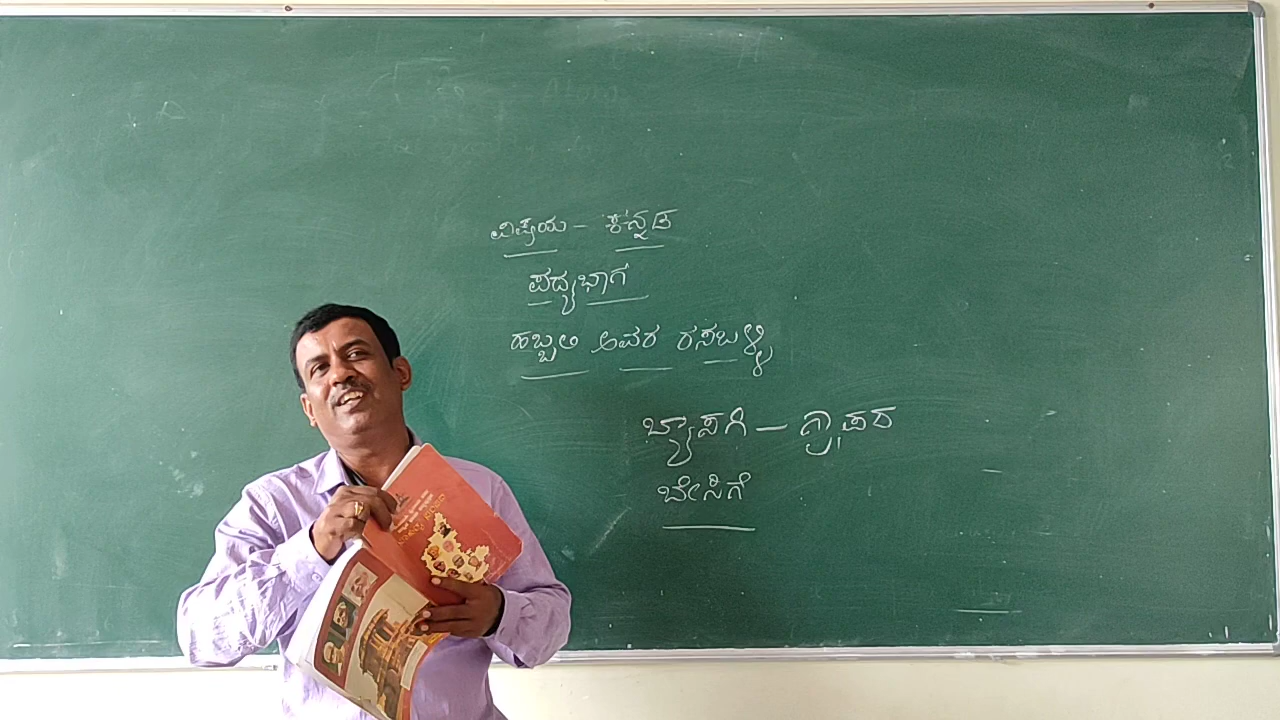 ವಿಷಯ - ಕನ್ನಡ
ಪದ್ಯಭಾಗ
ಹಬ್ಬಲಿ ಅವರ ರಸಬಳ್ಳಿ
ಬ್ಯಾಸಗಿ -
ಬೇಸಿಗೆ